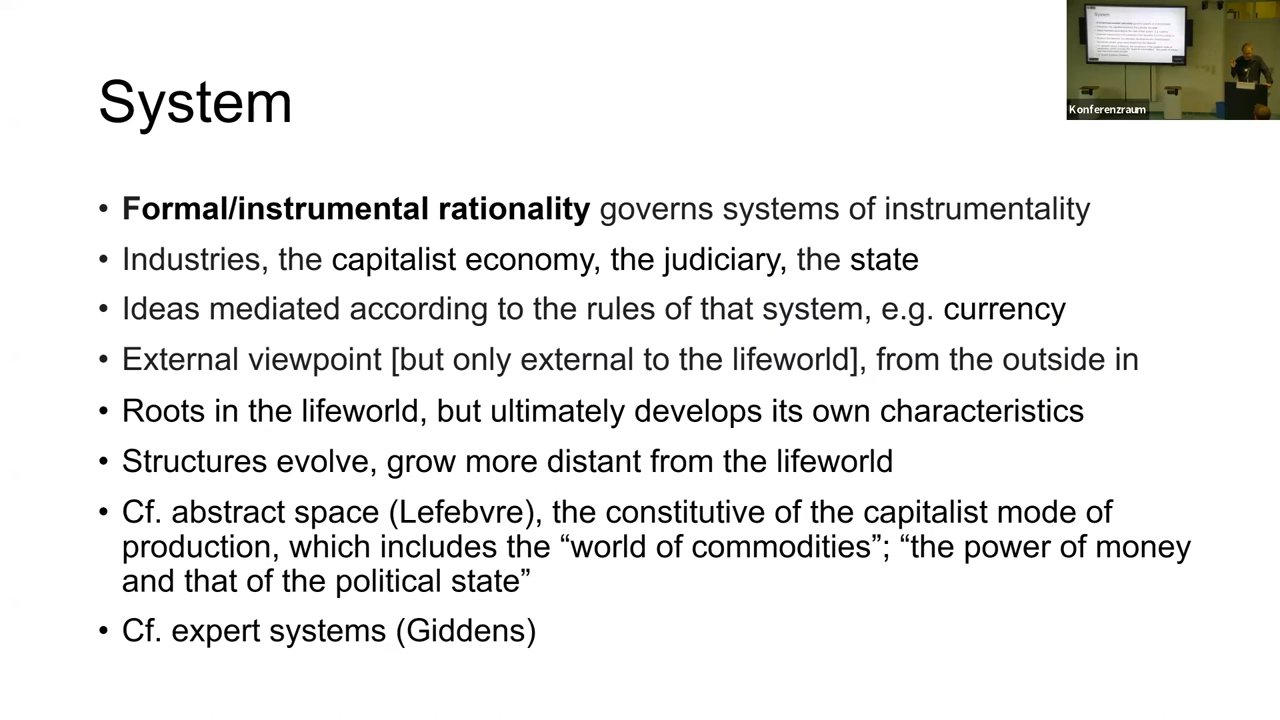 System
• Formal/instrumental rationality governs systems of instrumentality
• Industries, the capitalist economy, the judiciary, the state
• Ideas mediated according to the rules of that system, e.g. currency
• External viewpoint [but only external to the lifeworld], from the outside in
• Roots in the lifeworld, but ultimately develops its own characteristics
• Structures evolve, grow more distant from the lifeworld
• Cf. abstract space (Lefebvre), the constitutive of the capitalist mode of
production, which includes the “world of commodities”; “the power of money
and that of the political state”
• Cf. expert systems (Giddens)
Konferenzraum